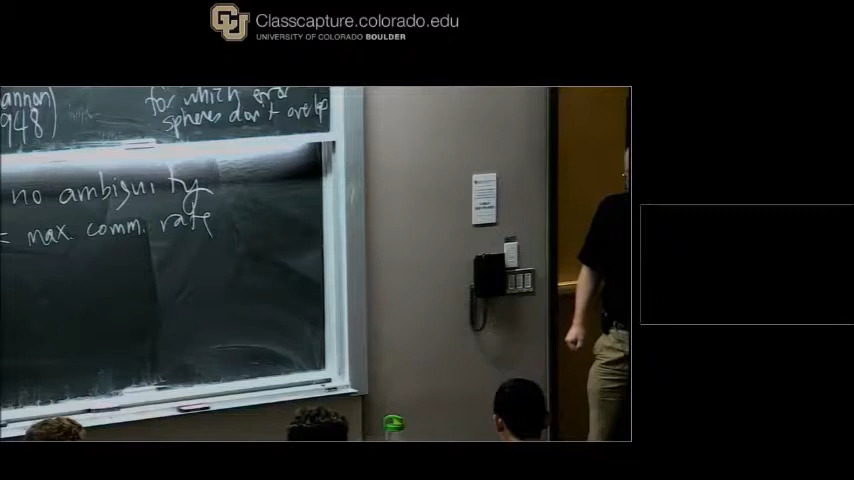 Classcapture.colorado.edu
UNIVERSITY OF COLORADO BOULDER
annon)
948)
for which error
spheres don't overlap
no ambiguity
= max. comm. rate